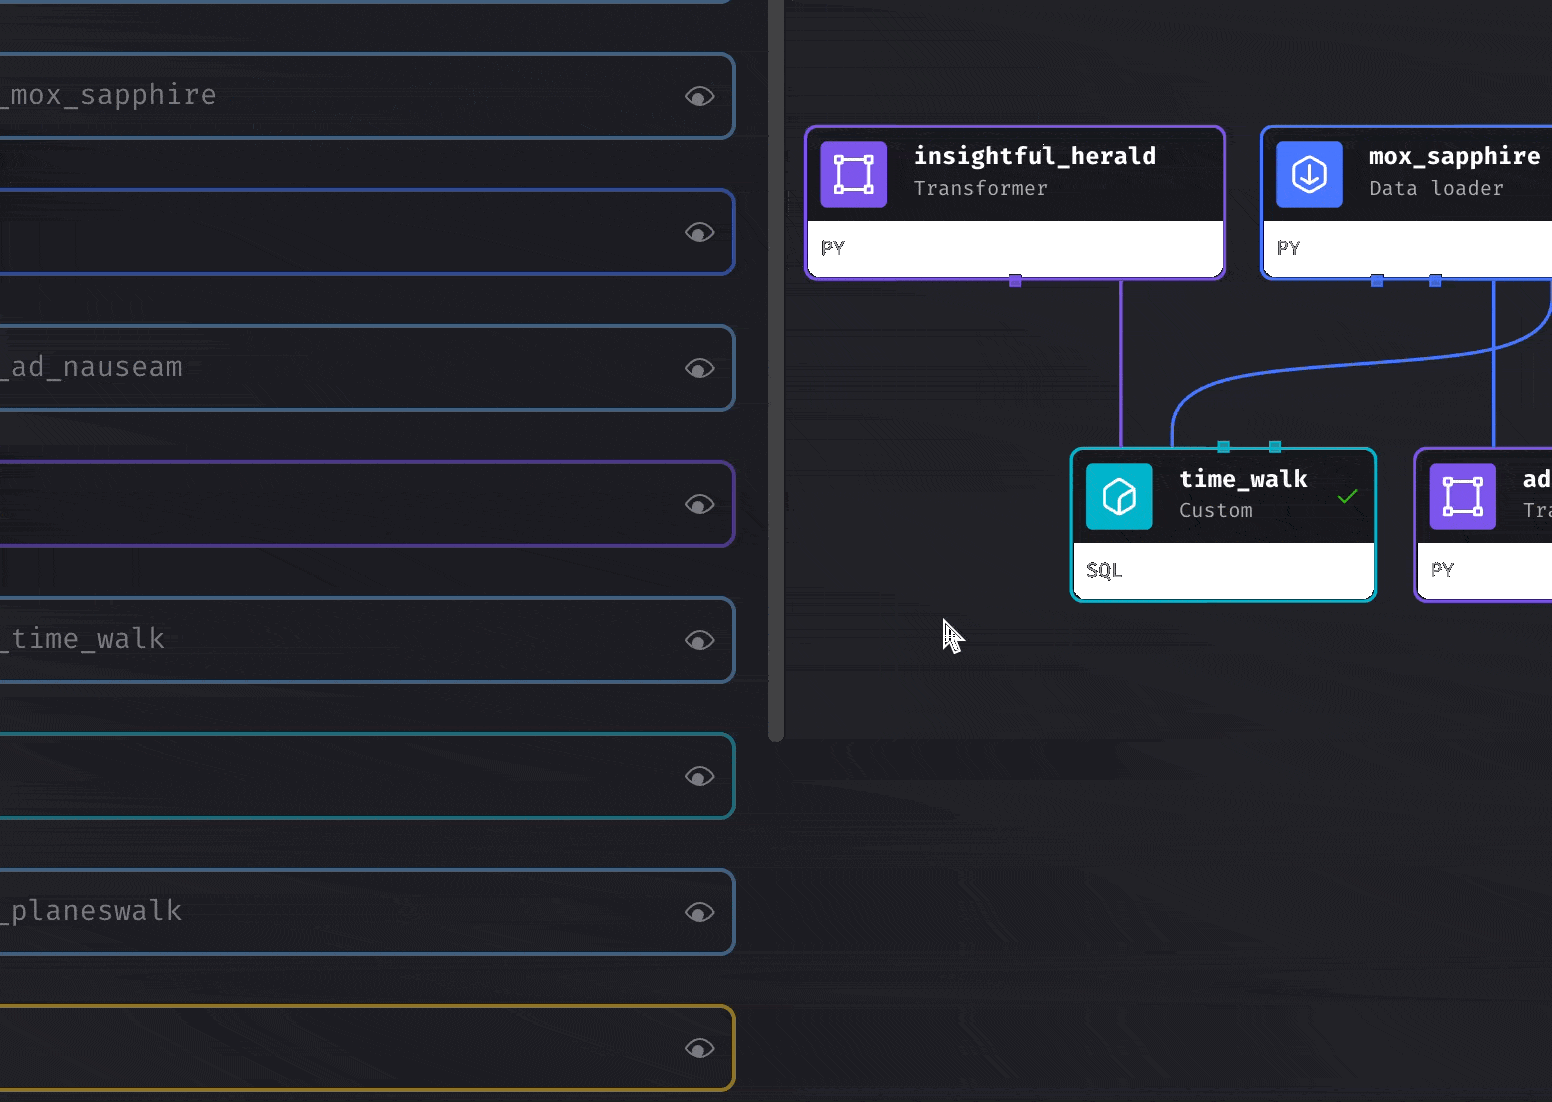 _mox_sapphire
_ad_nauseam
_time_walk
_planeswalk
insightful_herald
Transformer
PY
mox_sapphire
Data loader
PY
time_walk
Custom
SQL
ad
Tra
PY